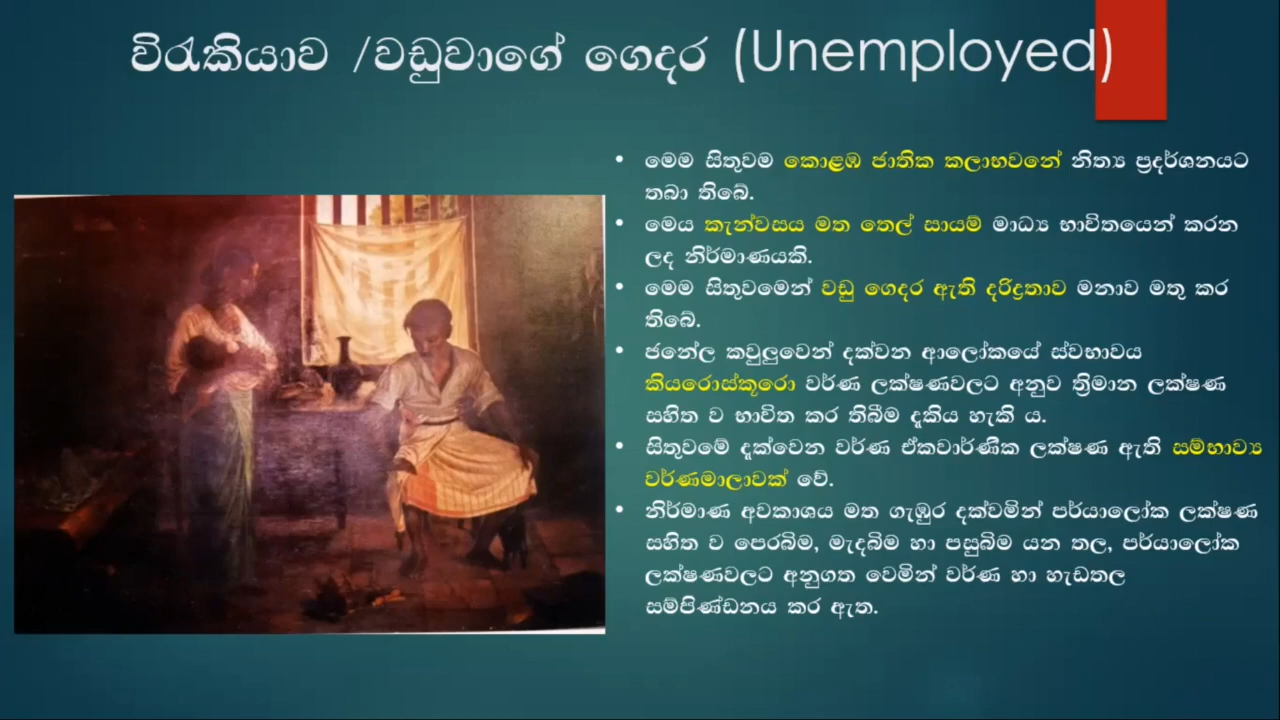 විරැකියාව /වඩුවාගේ ගෙදර (Unemployed)
• මෙම සිතුවම කොළඹ ජාතික කලාභවනේ නිත්‍ය ප්‍රදර්ශනයට
තබා තිබේ.
• මෙය කැන්වසය මත තෙල් සායම් මාධ්‍ය භාවිතයෙන් කරන
ලද නිර්මාණයකි.
• මෙම සිතුවමෙන් වඩු ගෙදර ඇති දරිද්‍රතාව මනාව මතු කර
තිබේ.
• ජනේල කවුලුවෙන් දක්වන ආලෝකයේ ස්වභාවය
කියරොස්කූරො වර්ණ ලක්ෂණවලට අනුව ත්‍රිමාන ලක්ෂණ
සහිත ව භාවිත කර තිබීම දැකිය හැකි ය.
• සිතුවමේ දැක්වෙන වර්ණ ඒකවාර්ණික ලක්ෂණ ඇති සම්භාව්‍ය
වර්ණමාලාවක් වේ.
• නිර්මාණ අවකාශය මත ගැඹුර දක්වමින් පර්යාලෝක ලක්ෂණ
සහිත ව පෙරබිම, මැදබිම හා පසුබිම යන තල, පර්යාලෝක
ලක්ෂණවලට අනුගත වෙමින් වර්ණ හා හැඩතල
සම්පිණ්ඩනය කර ඇත.